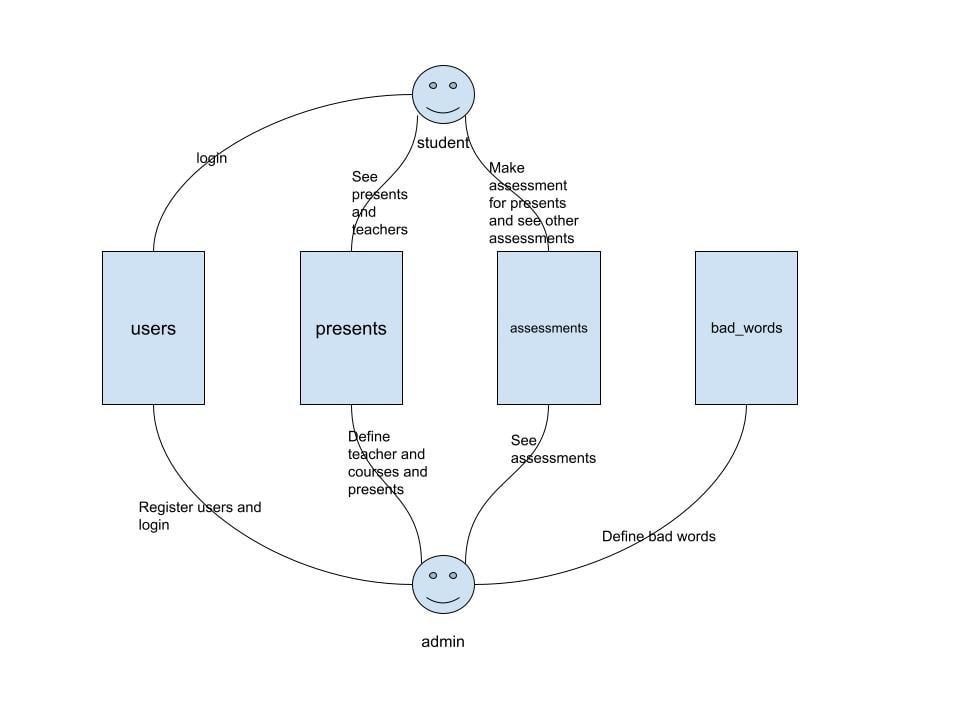 student
login
Make
assessment
for presents
and see other
assessments
See
presents
and
teachers
users
presents
assessments
bad_words
Define
teacher and
courses and
presents
See
assessments
Register users and
login
Define bad words
admin